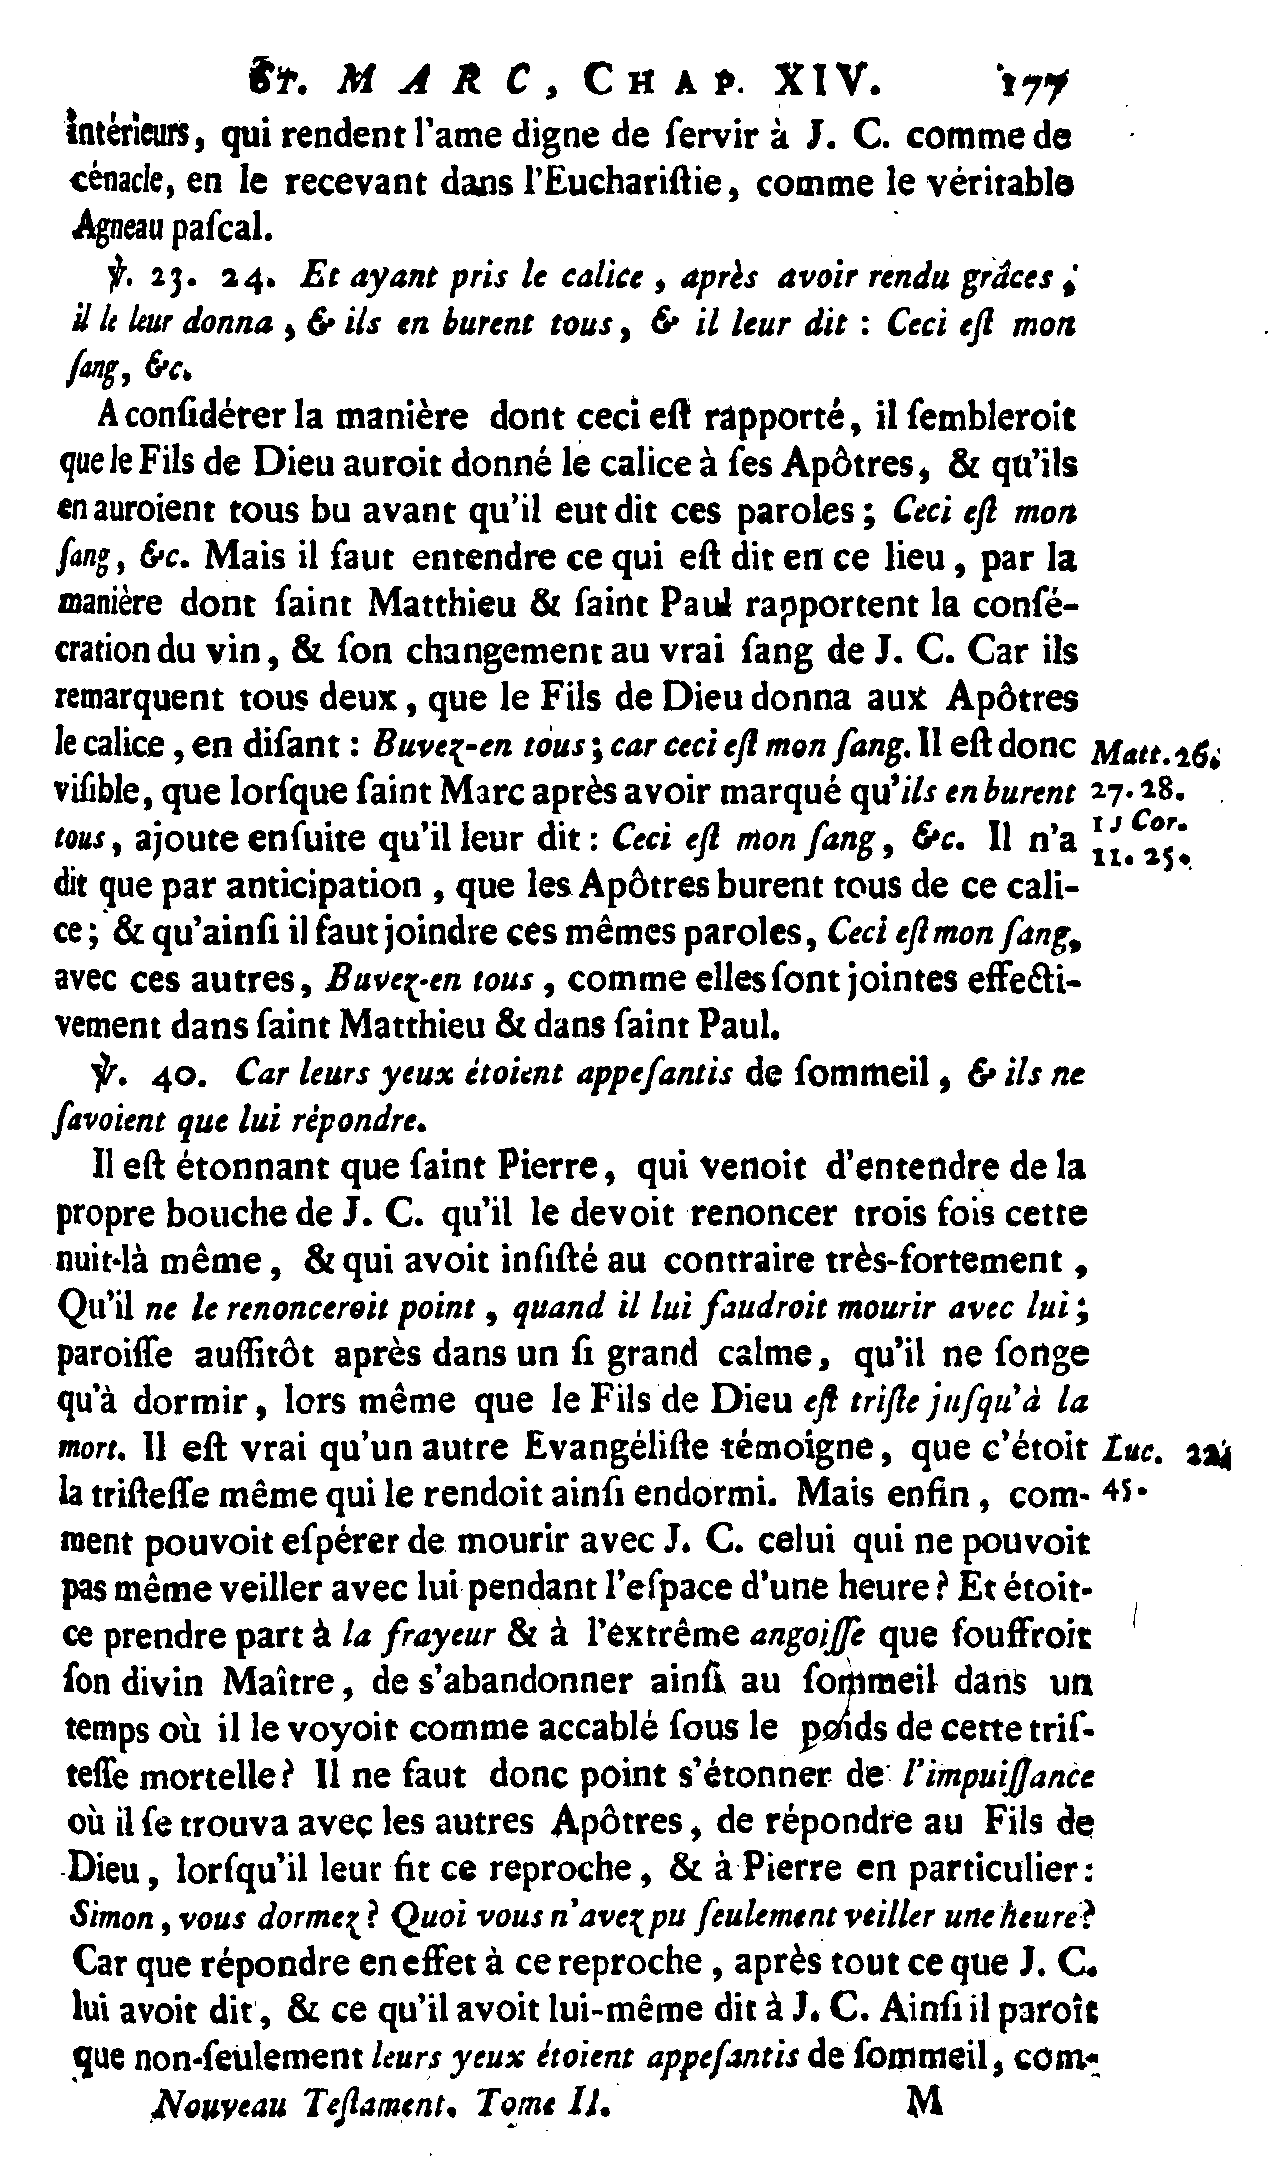 St. MARC, CHAP. XIV. 177
intérieurs, qui rendent l'ame digne de ſervir à J. C. comme de
cénacle, en le recevant dans l'Euchariſtie, comme le véritable
Agneau paſcal.
℣. 23. 24. Et ayant pris le calice, après avoir rendu grâces,
il le leur donna, & ils en burent tous, & il leur dit : Ceci eſt mon
ſang, &c.
A conſidérer la manière dont ceci eſt rapporté, il ſembleroit
que le Fils de Dieu auroit donné le calice à ſes Apôtres, & qu'ils
en auroient tous bu avant qu'il eut dit ces paroles ; Ceci eſt mon
ſang, &c. Mais il faut entendre ce qui eſt dit en ce lieu, par la
manière dont ſaint Matthieu & ſaint Paul rapportent la conſé-
cration du vin, & ſon changement au vrai ſang de J. C. Car ils
remarquent tous deux, que le Fils de Dieu donna aux Apôtres
le calice, en diſant : Buvez-en tous ; car ceci eſt mon ſang. Il eſt donc
Matt. 26.
viſible, que lorſque ſaint Marc après avoir marqué qu'ils en burent
27. 28.
tous, ajoute enſuite qu'il leur dit : Ceci eſt mon ſang, &c. Il n'a
1 Cor.
11. 25.
dit que par anticipation, que les Apôtres burent tous de ce cali-
ce ; & qu'ainſi il faut joindre ces mêmes paroles, Ceci eſt mon ſang,
avec ces autres, Buvez-en tous, comme elles ſont jointes effecti-
vement dans ſaint Matthieu & dans ſaint Paul.
℣. 40. Car leurs yeux étoient appeſantis de ſommeil, & ils ne
ſavoient que lui répondre.
Il eſt étonnant que ſaint Pierre, qui venoit d'entendre de la
propre bouche de J. C. qu'il le devoit renoncer trois fois cette
nuit-là même, & qui avoit inſiſté au contraire très-fortement,
Qu'il ne le renonceroit point, quand il lui faudroit mourir avec lui ;
paroiſſe auſſitôt après dans un ſi grand calme, qu'il ne ſonge
qu'à dormir, lors même que le Fils de Dieu eſt triſte juſqu'à la
mort. Il eſt vrai qu'un autre Evangéliſte témoigne, que c'étoit
Luc. 22.
la triſteſſe même qui le rendoit ainſi endormi. Mais enfin, com-
45.
ment pouvoit eſpérer de mourir avec J. C. celui qui ne pouvoit
pas même veiller avec lui pendant l'eſpace d'une heure ? Et étoit-
ce prendre part à la frayeur & à l'extrême angoiſſe que ſouffroit
ſon divin Maître, de s'abandonner ainſi au ſommeil dans un
temps où il le voyoit comme accablé ſous le poids de cette triſ-
teſſe mortelle ? Il ne faut donc point s'étonner de l'impuiſſance
où il ſe trouva avec les autres Apôtres, de répondre au Fils de
Dieu, lorſqu'il leur fit ce reproche, & à Pierre en particulier :
Simon, vous dormez ? Quoi vous n'avez pu ſeulement veiller une heure ?
Car que répondre en effet à ce reproche, après tout ce que J. C.
lui avoit dit, & ce qu'il avoit lui-même dit à J. C. Ainſi il paroît
que non-ſeulement leurs yeux étoient appeſantis de ſommeil, com-
Nouveau Teſtament. Tome II. M